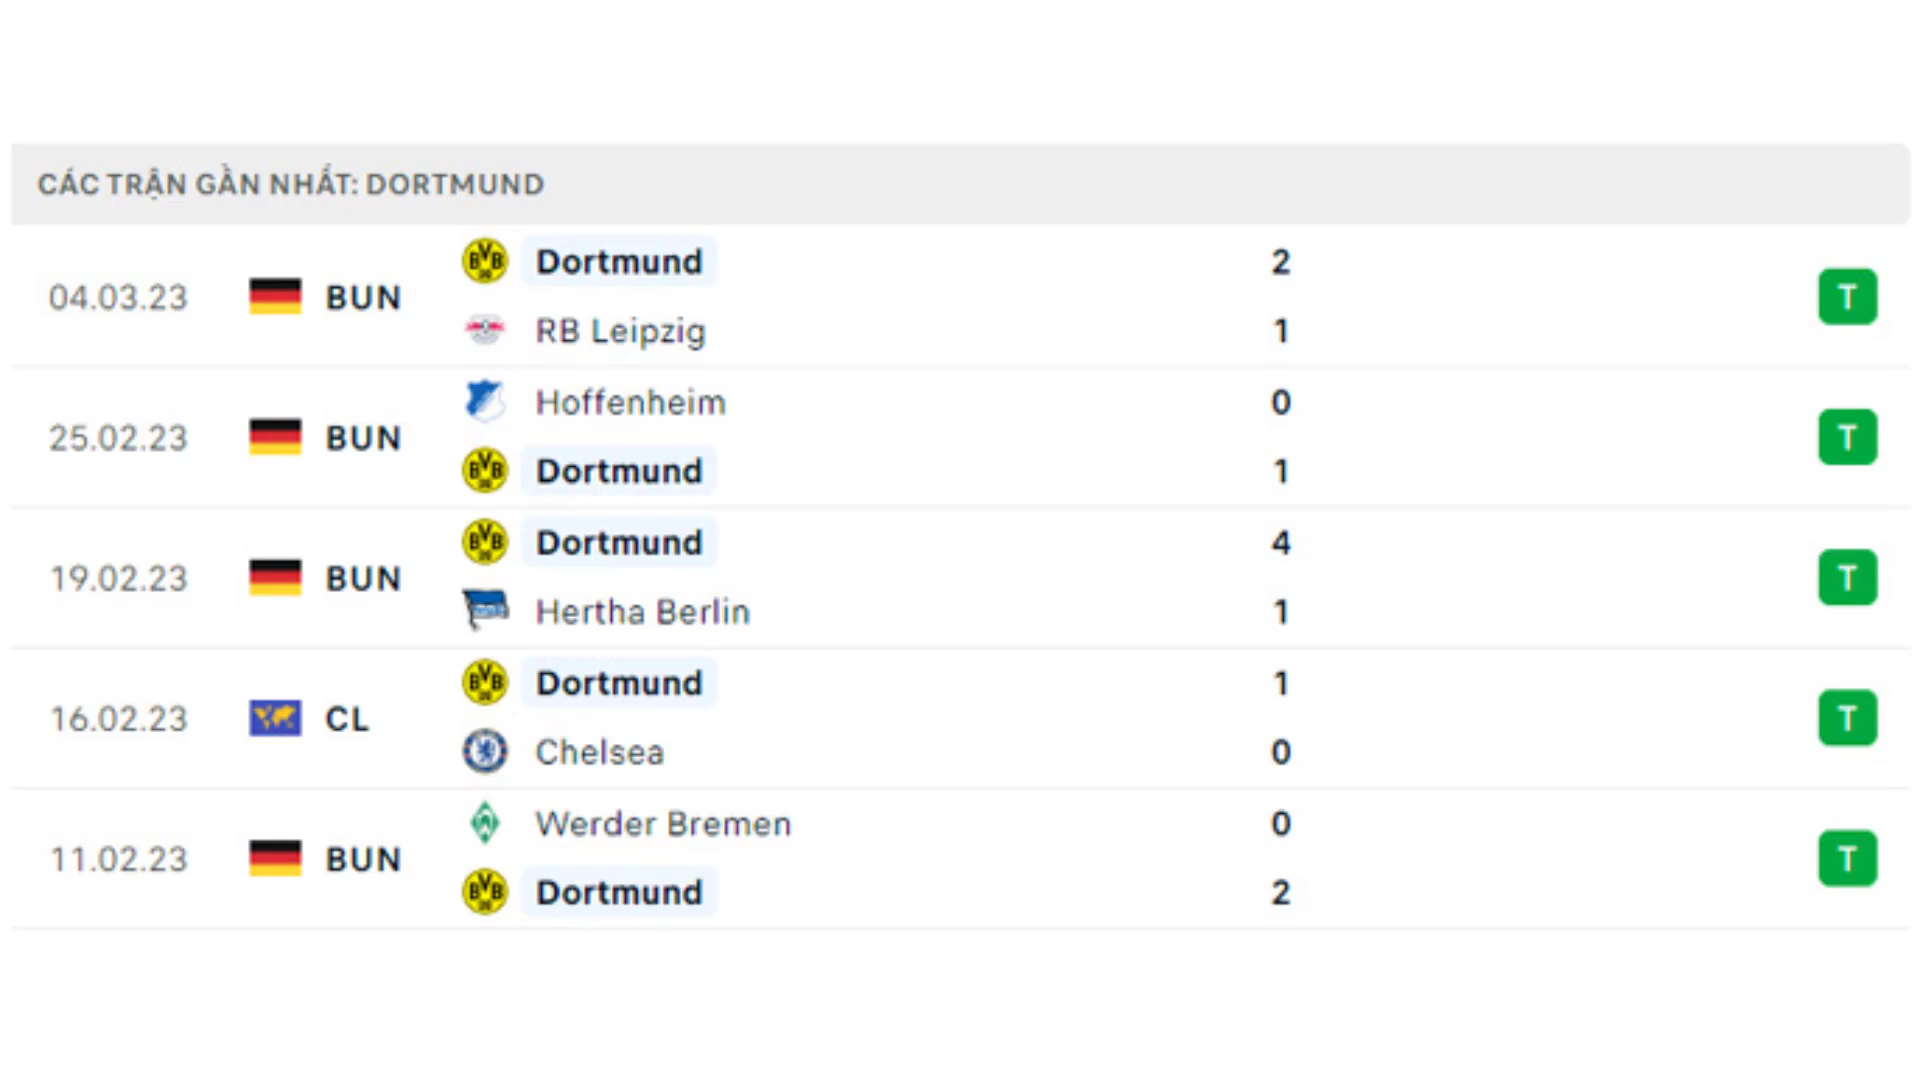 CÁC TRẬN GẦN NHẤT: DORTMUND
04.03.23 BUN Dortmund 2 T
RB Leipzig 1
25.02.23 BUN Hoffenheim 0 T
Dortmund 1
19.02.23 BUN Dortmund 4 T
Hertha Berlin 1
16.02.23 CL Dortmund 1 T
Chelsea 0
11.02.23 BUN Werder Bremen 0 T
Dortmund 2